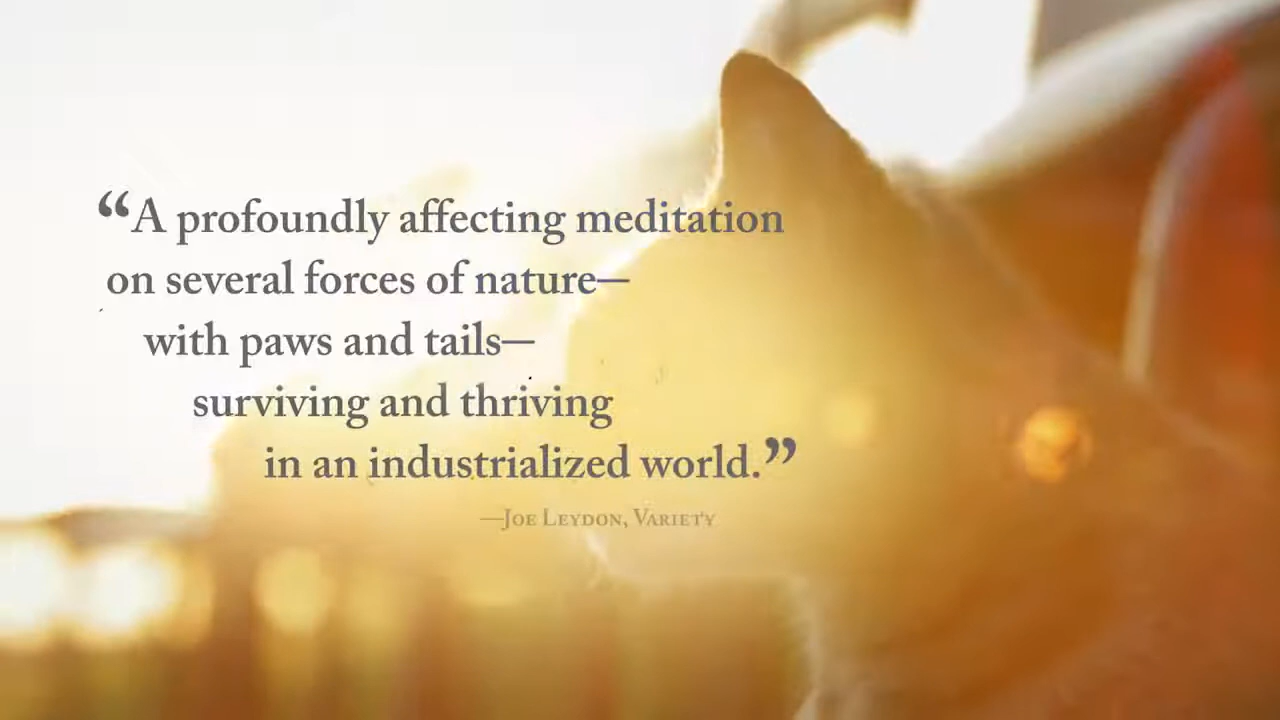 “A profoundly affecting meditation
on several forces of nature—
with paws and tails—
surviving and thriving
in an industrialized world.”
—Joe Leydon, Variety